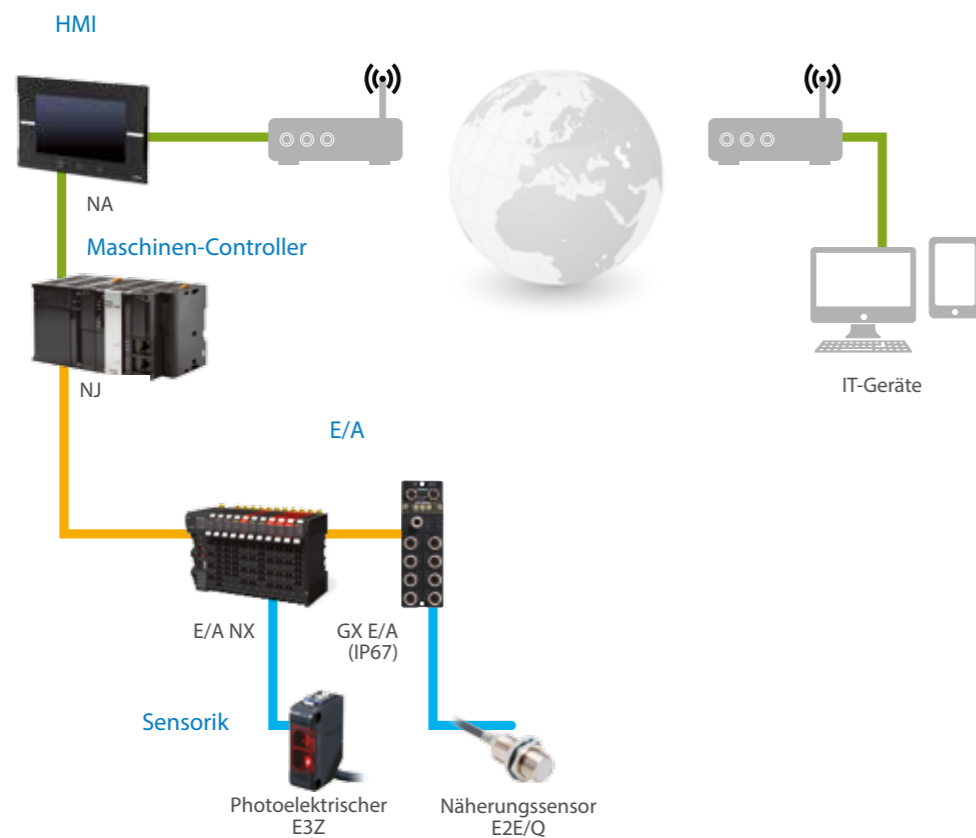 HMI
NA
Maschinen-Controller
NJ
IT-Geräte
E/A
E/A NX
GX E/A
(IP67)
Sensorik
Photoelektrischer
E3Z
Näherungssensor
E2E/Q